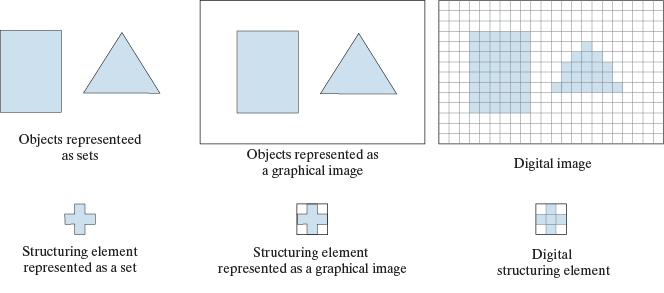 Objects representeed
as sets
Objects represented as
a graphical image
Digital image
Structuring element
represented as a set
Structuring element
represented as a graphical image
Digital
structuring element